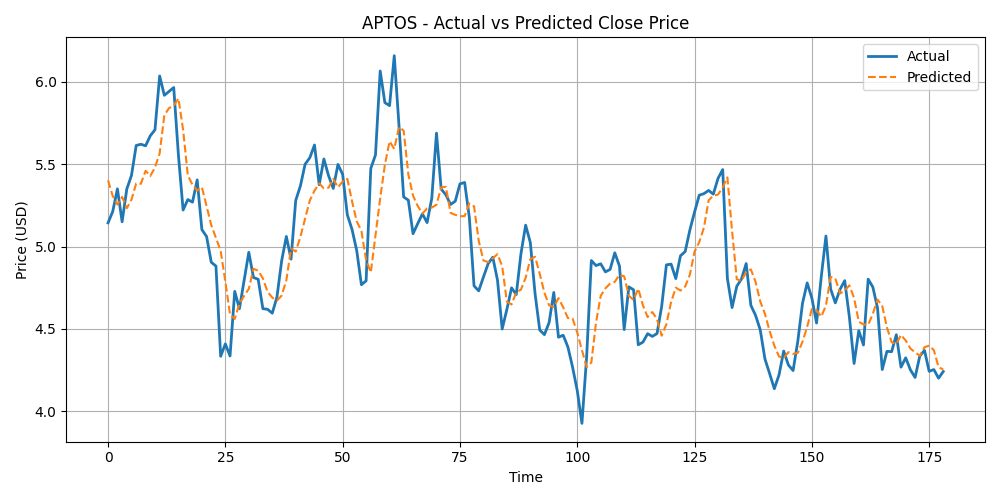 APTOS - Actual vs Predicted Close Price
Actual
Predicted
Price (USD)
6.0
5.5
5.0
4.5
4.0
0 25 50 75 100 125 150 175
Time